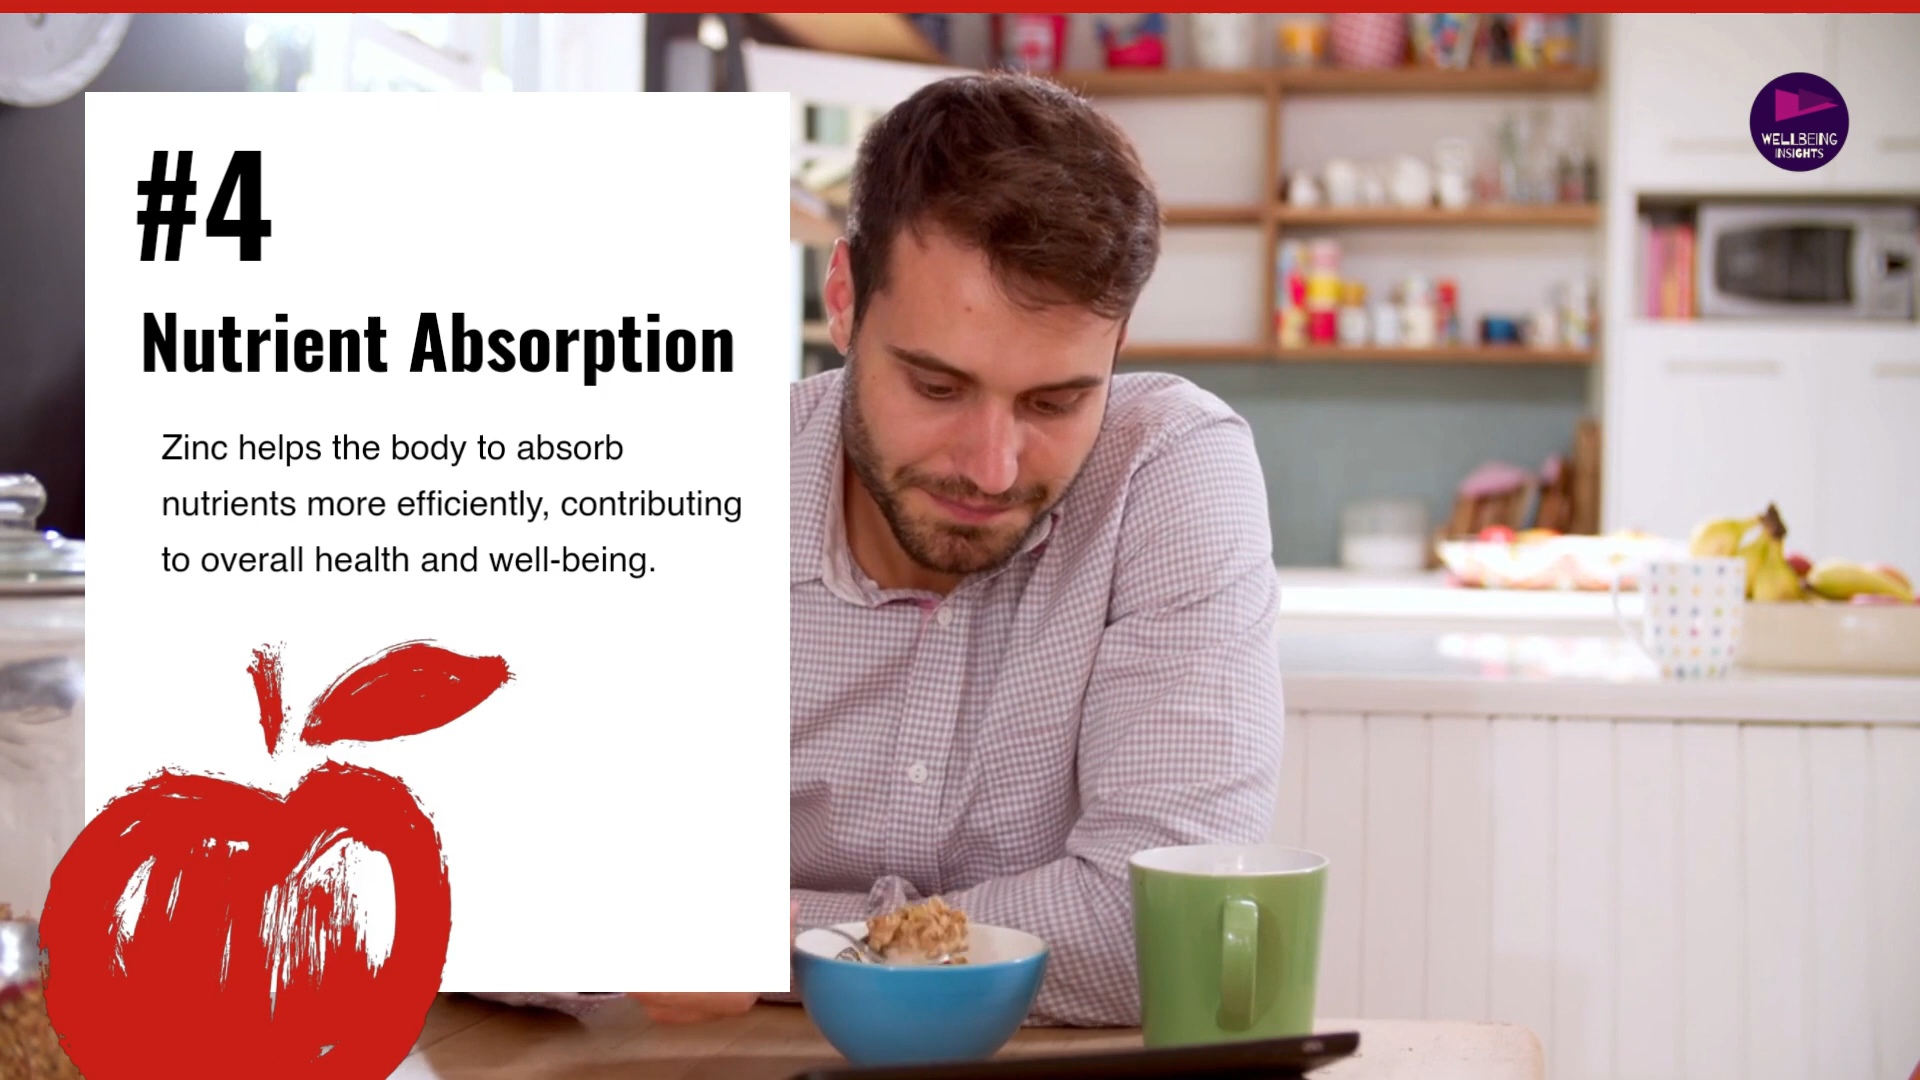 #4
Nutrient Absorption
Zinc helps the body to absorb
nutrients more efficiently, contributing
to overall health and well-being.
WELLBEING
INSIGHTS